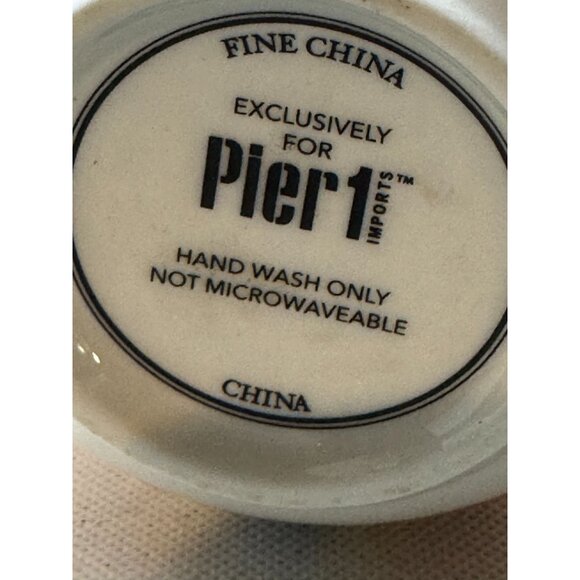 FINE CHINA
EXCLUSIVELY
FOR
Pier1 IMPORTS™
HAND WASH ONLY
NOT MICROWAVEABLE
CHINA